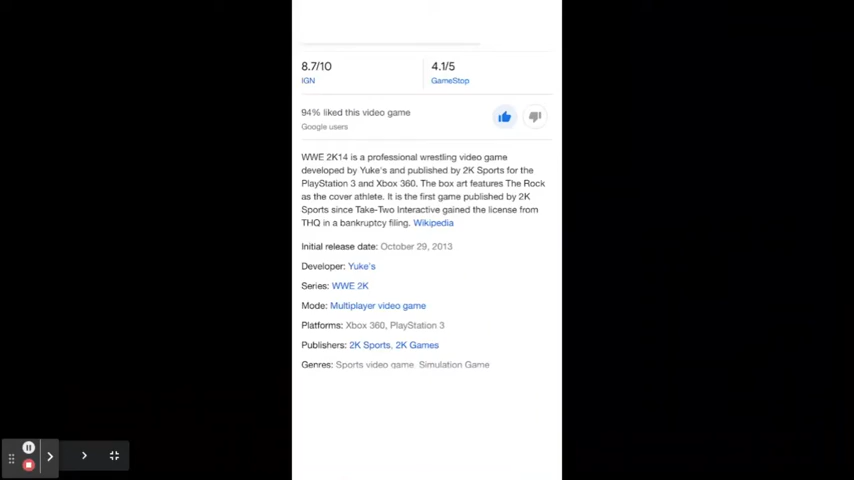 8.7/10
IGN
4.1/5
GameStop
94% liked this video game
Google users
WWE 2K14 is a professional wrestling video game
developed by Yuke's and published by 2K Sports for the
PlayStation 3 and Xbox 360. The box art features The Rock
as the cover athlete. It is the first game published by 2K
Sports since Take-Two Interactive gained the license from
THQ in a bankruptcy filing. Wikipedia
Initial release date: October 29, 2013
Developer: Yuke's
Series: WWE 2K
Mode: Multiplayer video game
Platforms: Xbox 360, PlayStation 3
Publishers: 2K Sports, 2K Games
Genres: Sports video game Simulation Game